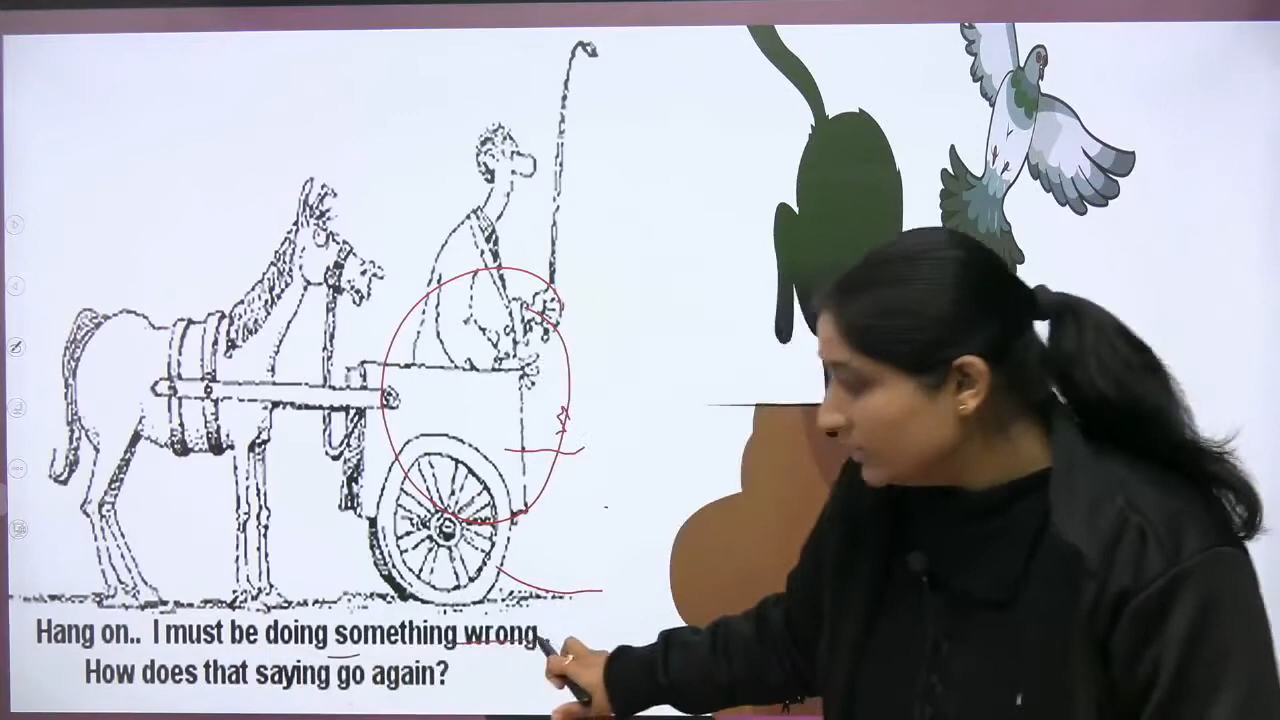 Hang on.. I must be doing something wrong
How does that saying go again?